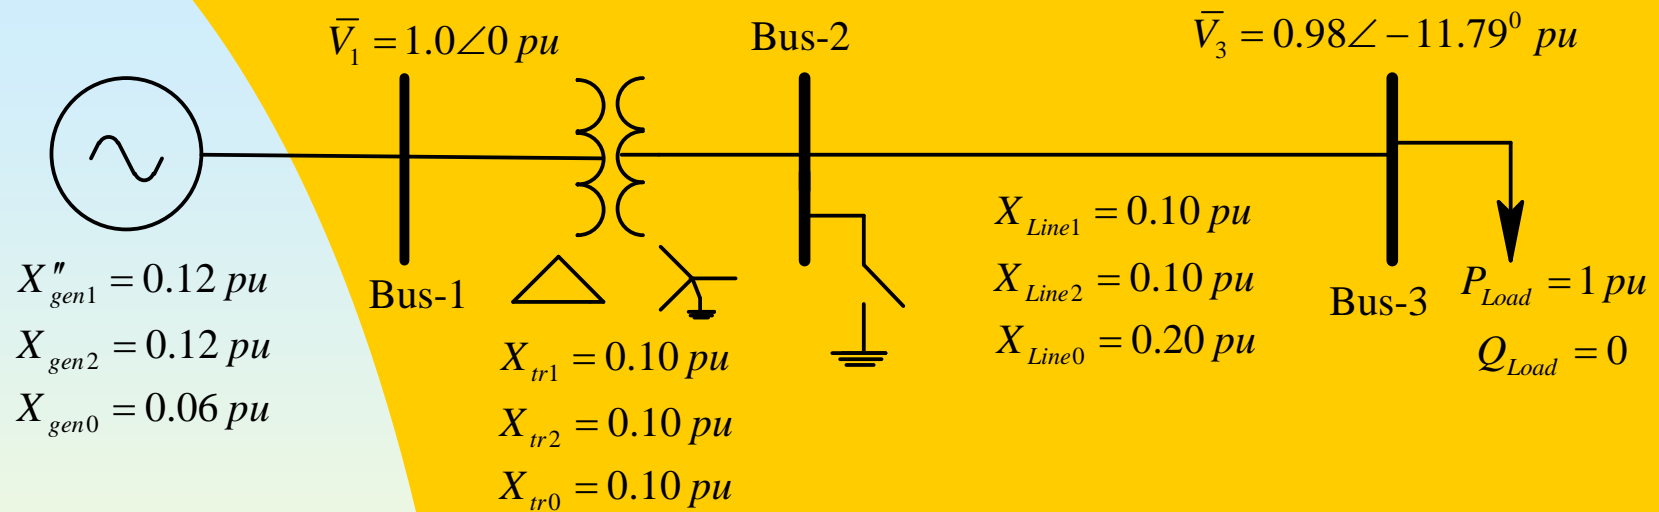 V̅₁ = 1.0∠0 pu
Bus-2
V̅₃ = 0.98∠ − 11.79⁰ pu
X″gen1 = 0.12 pu
Xgen2 = 0.12 pu
Xgen0 = 0.06 pu
Bus-1
Xtr1 = 0.10 pu
Xtr2 = 0.10 pu
Xtr0 = 0.10 pu
XLine1 = 0.10 pu
XLine2 = 0.10 pu
XLine0 = 0.20 pu
Bus-3
PLoad = 1 pu
QLoad = 0